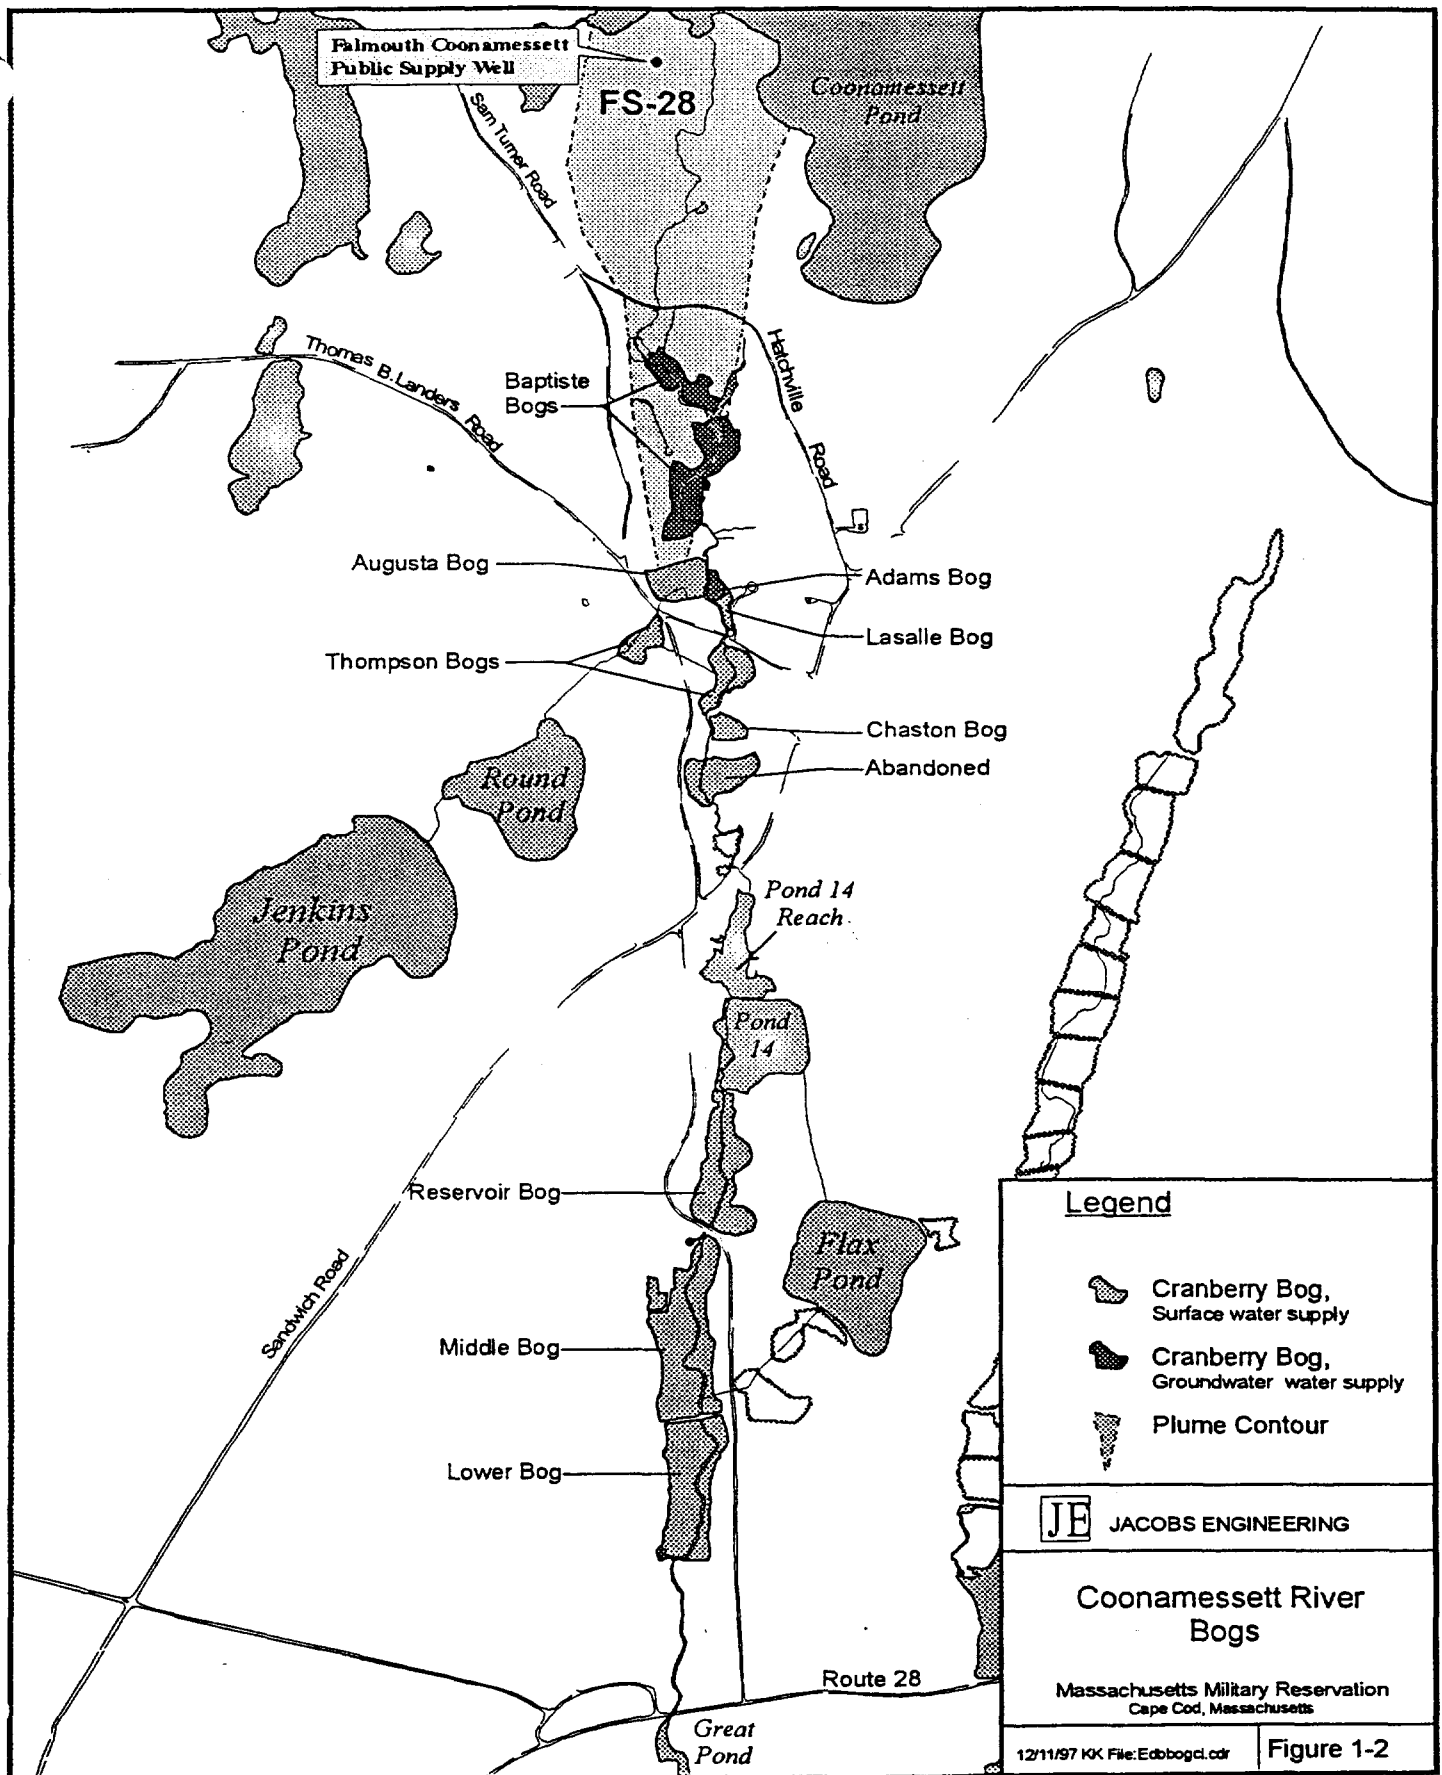 Falmouth Coonamessett
Public Supply Well
FS-28
Coonamessett
Pond
Sam Turner Road
Thomas B. Landers Road
Hatchville Road
Baptiste
Bogs
Augusta Bog
Adams Bog
Lasalle Bog
Thompson Bogs
Chaston Bog
Abandoned
Round
Pond
Jenkins
Pond
Pond 14
Reach
Pond
14
Reservoir Bog
Flax
Pond
Sandwich Road
Middle Bog
Lower Bog
Route 28
Great
Pond
Legend
Cranberry Bog,
Surface water supply
Cranberry Bog,
Groundwater water supply
Plume Contour
JE JACOBS ENGINEERING
Coonamessett River
Bogs
Massachusetts Military Reservation
Cape Cod, Massachusetts
12/11/97 KK File:Edbbogcl.cdr
Figure 1-2